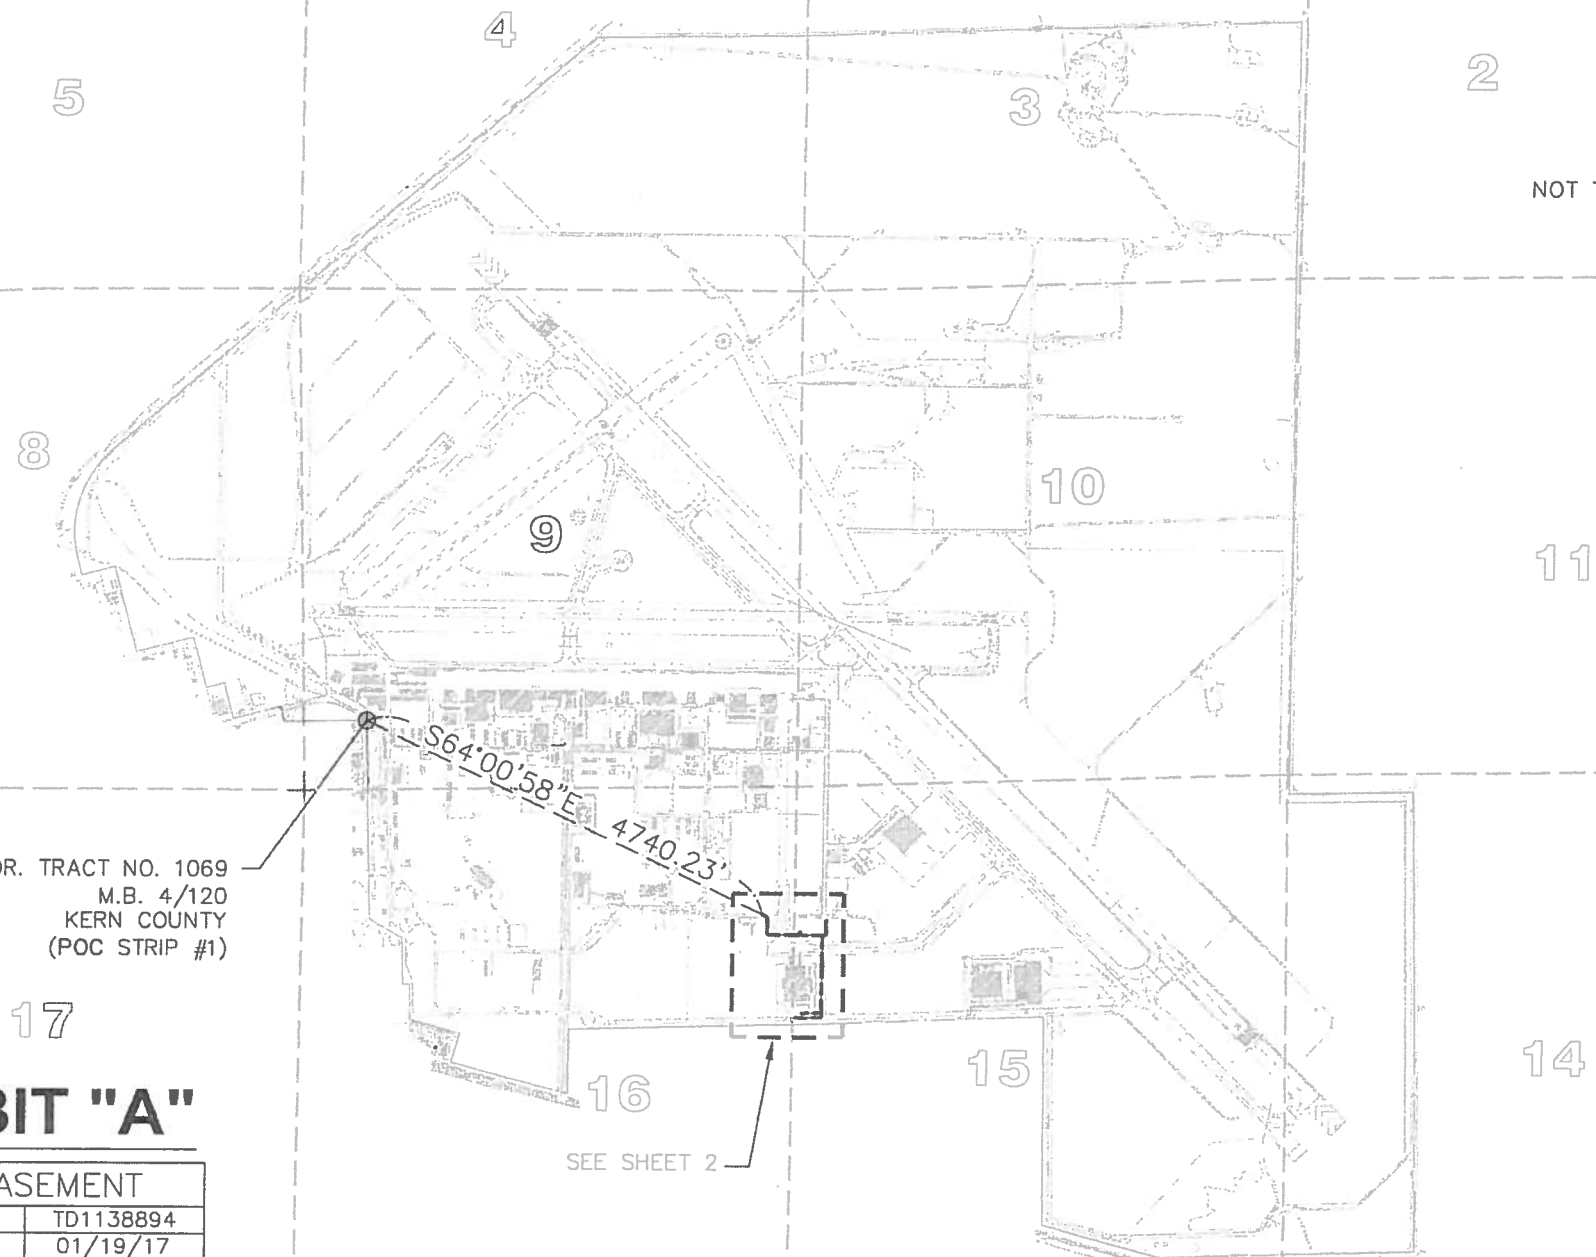 4
5
3
2
NOT
8
10
9
11
S64°00'58"E
4740.23'
OR. TRACT NO. 1069
M.B. 4/120
KERN COUNTY
(POC STRIP #1)
17
16
15
14
BIT "A"
SEE SHEET 2
ASEMENT
TD1138894
01/19/17